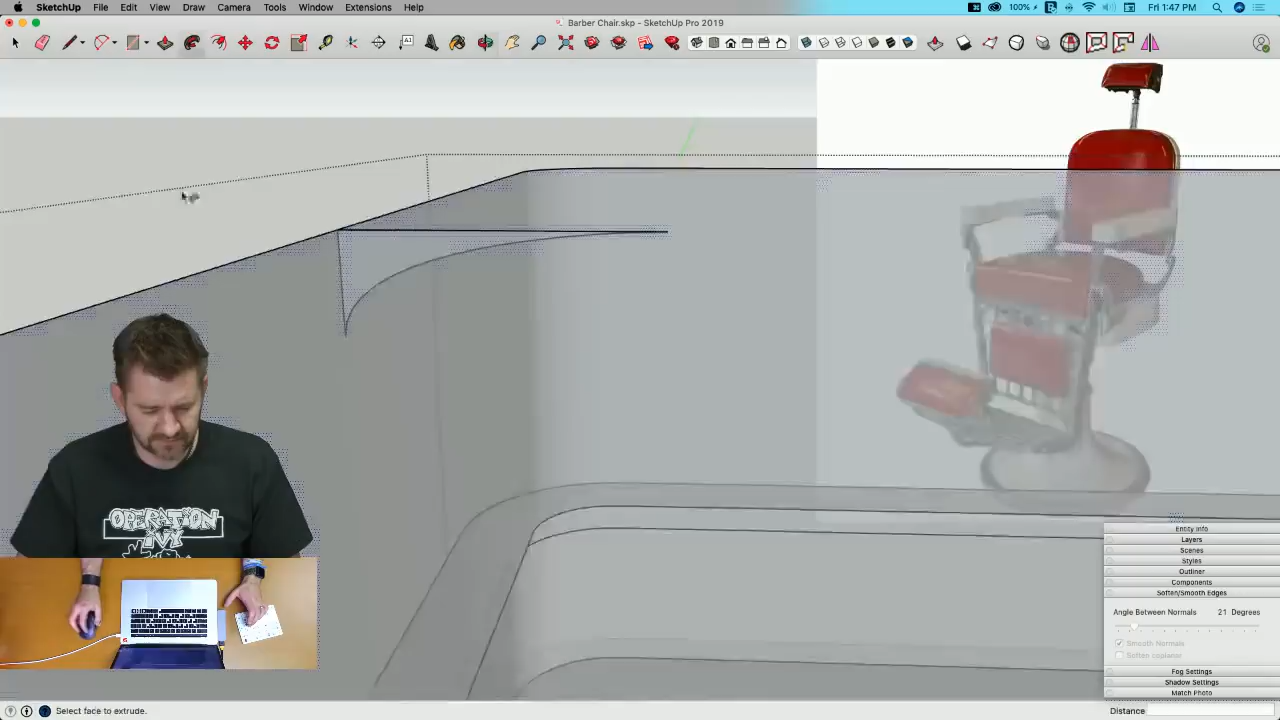 SketchUp File Edit View Draw Camera Tools Window Extensions Help
100% Fri 1:47 PM
Barber Chair.skp - SketchUp Pro 2019
OPERATION
IVY
Entity Info
Layers
Scenes
Styles
Outliner
Components
Soften/Smooth Edges
Angle Between Normals 21 Degrees
Smooth Normals
Soften coplanar
Fog Settings
Shadow Settings
Match Photo
Select face to extrude.
Distance